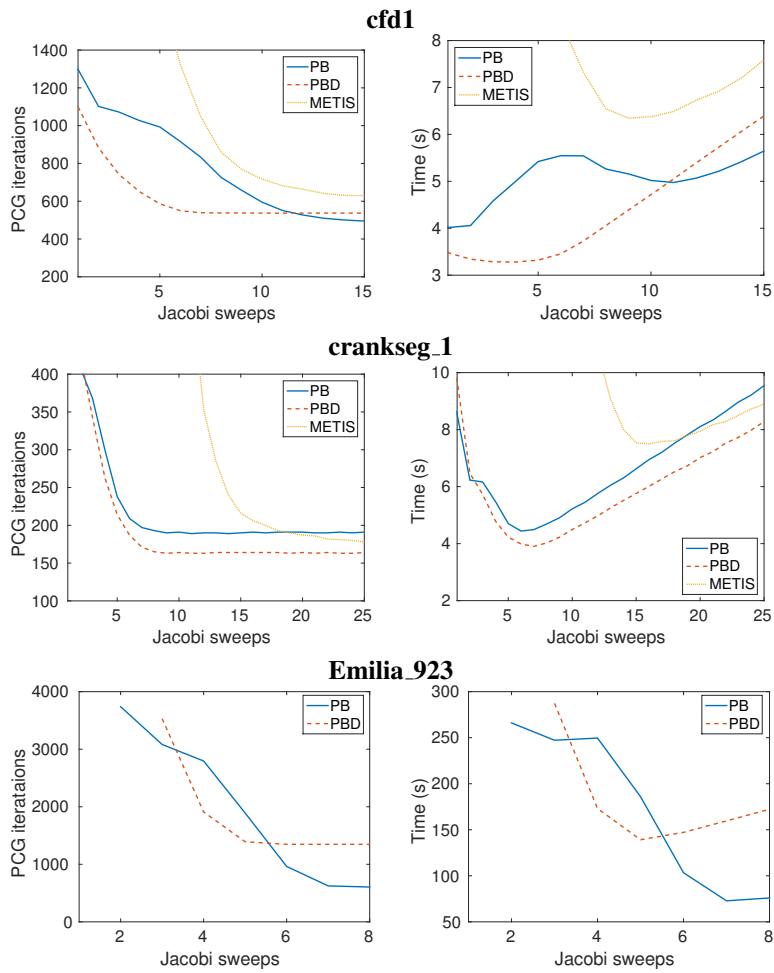 cfd1
1400
1200
1000
800
600
400
200
5
10
15
PCG iterataions
Jacobi sweeps
PB
PBD
METIS
8
7
6
5
4
3
5
10
15
Time (s)
Jacobi sweeps
PB
PBD
METIS
crankseg_1
400
350
300
250
200
150
100
5
10
15
20
25
PCG iterataions
Jacobi sweeps
PB
PBD
METIS
10
8
6
4
2
5
10
15
20
25
Time (s)
Jacobi sweeps
PB
PBD
METIS
Emilia_923
4000
3000
2000
1000
0
2
4
6
8
PCG iterataions
Jacobi sweeps
PB
PBD
300
250
200
150
100
50
2
4
6
8
Time (s)
Jacobi sweeps
PB
PBD